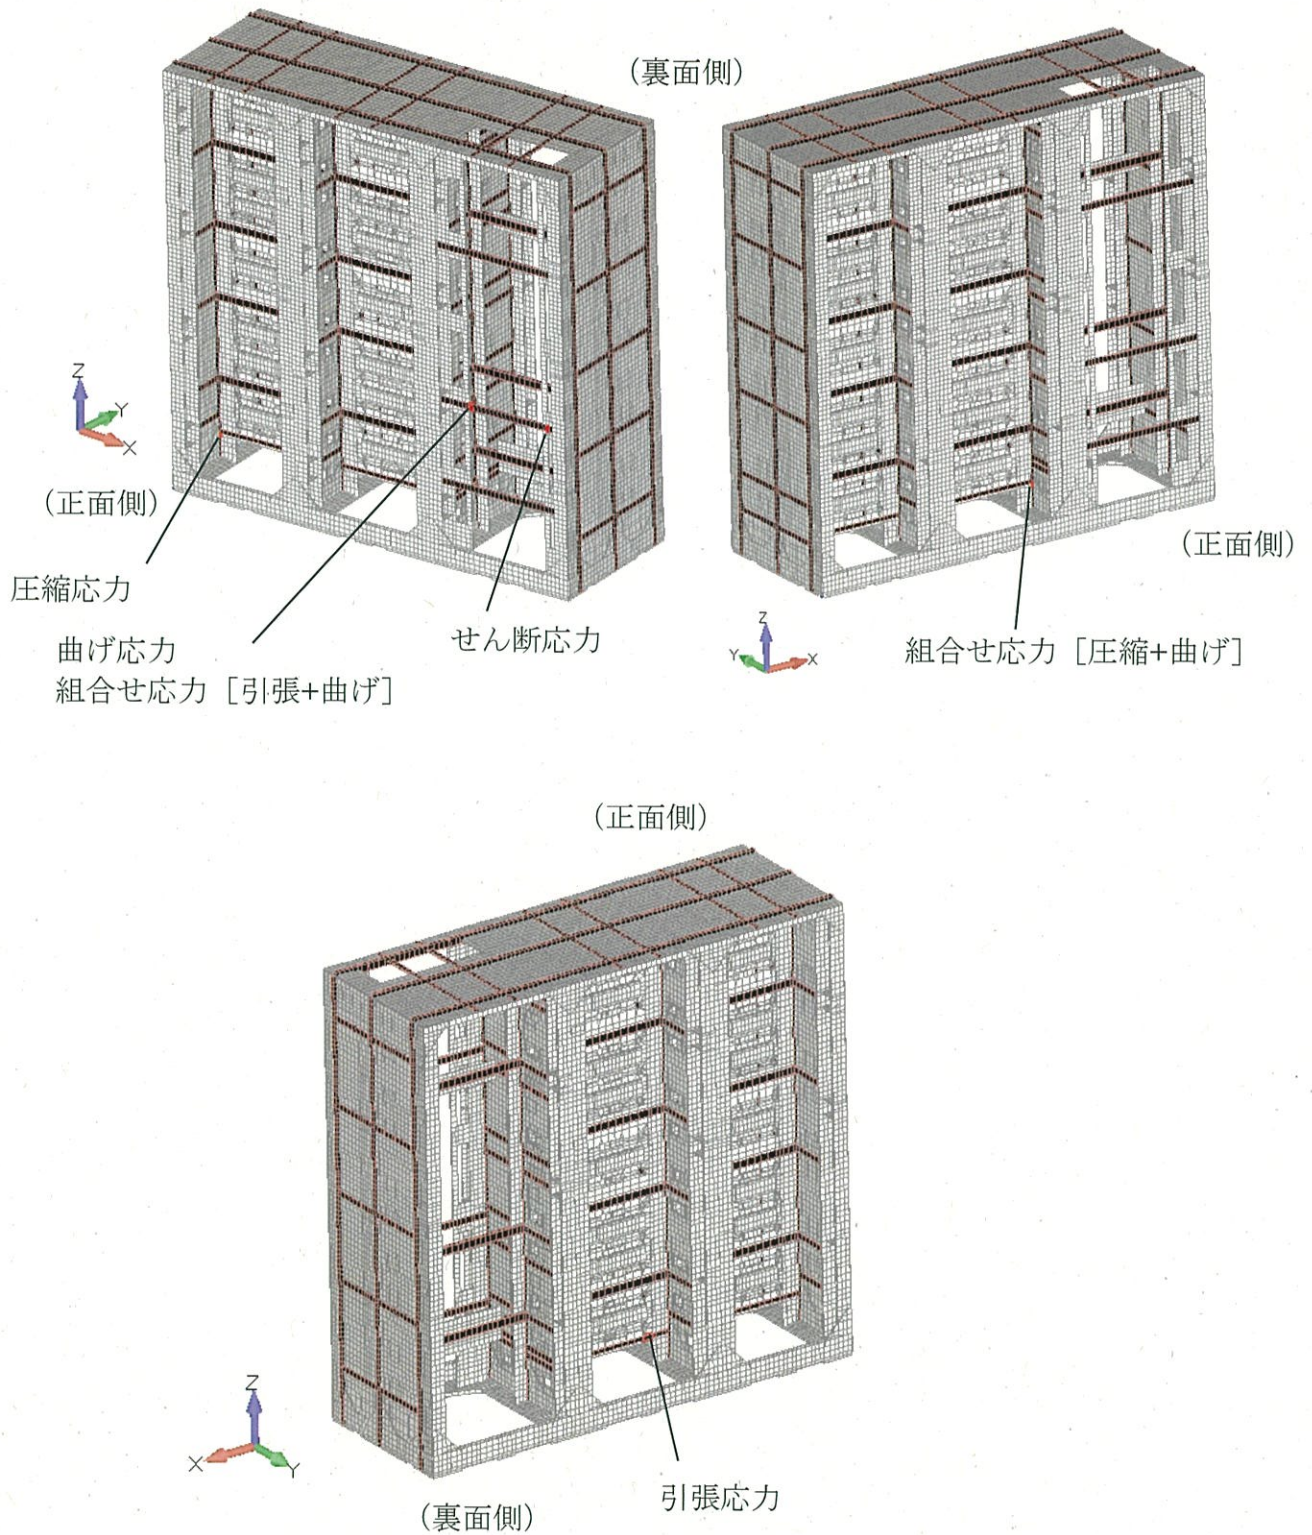 (裏面側)
Z
Y
X
(正面側)
圧縮応力
曲げ応力
組合せ応力 [引張+曲げ]
せん断応力
(正面側)
Z
Y
X
組合せ応力 [圧縮+曲げ]
(正面側)
Z
X
Y
(裏面側)
引張応力